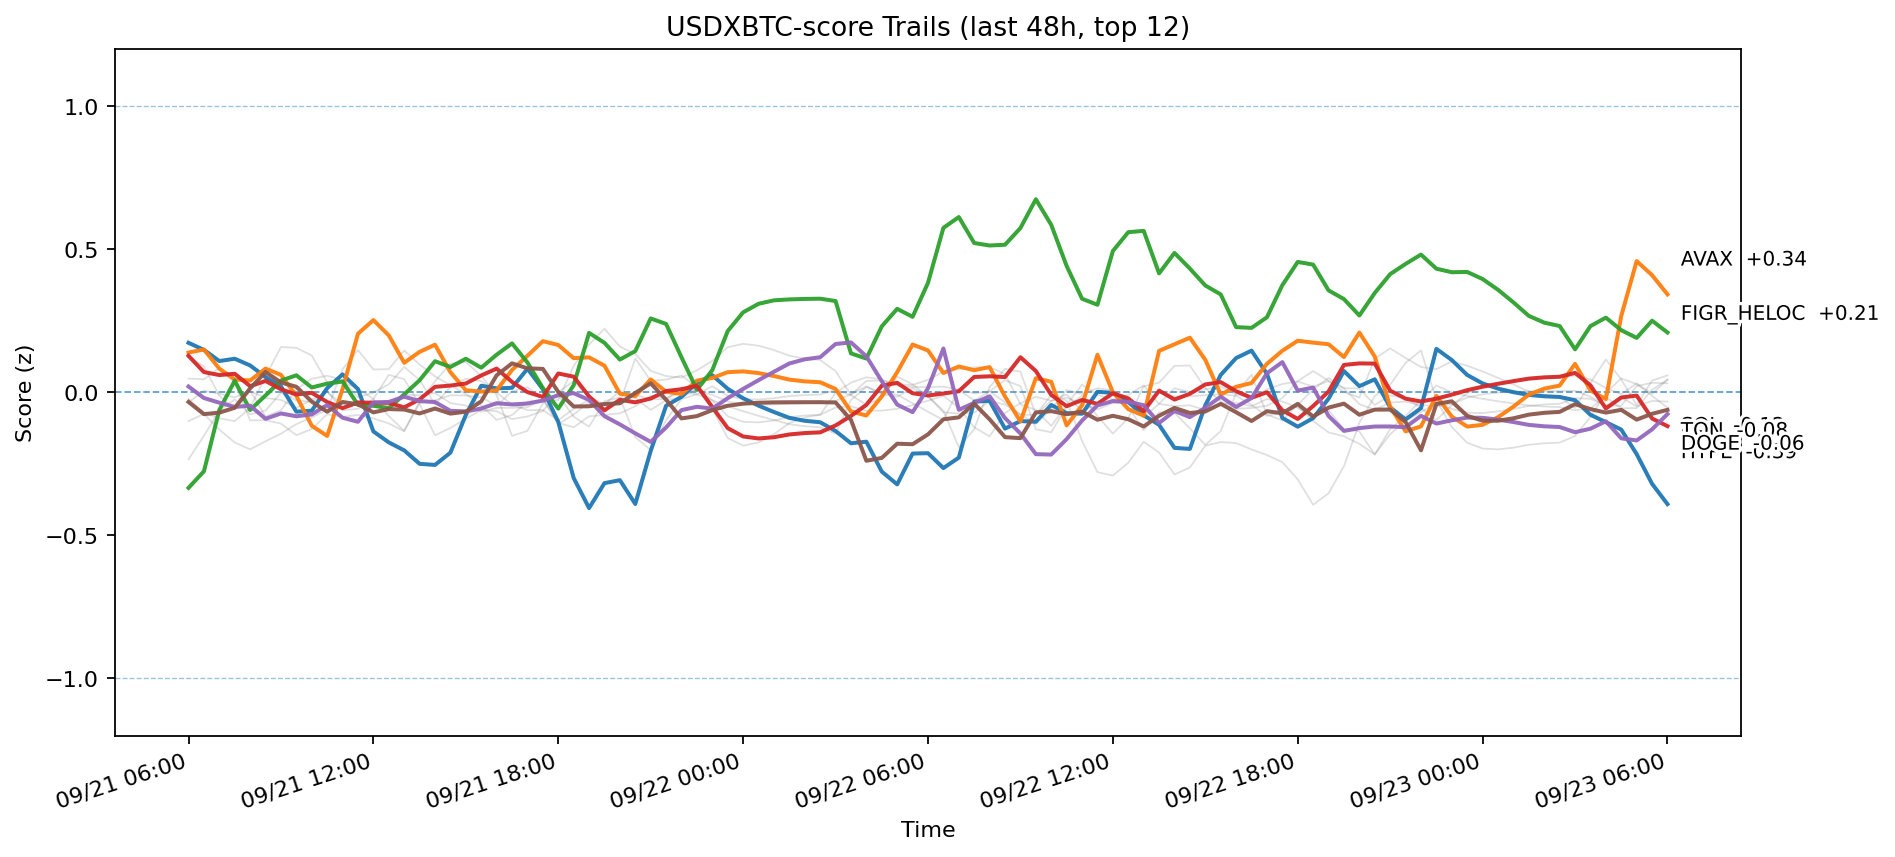 USDXBTC-score Trails (last 48h, top 12)
Score (z)
1.0
0.5
0.0
−0.5
−1.0
AVAX +0.34
FIGR_HELOC +0.21
-0.08
DOGE -0.06
09/21 06:00
09/21 12:00
09/21 18:00
09/22 00:00
09/22 06:00
09/22 12:00
09/22 18:00
09/23 00:00
09/23 06:00
Time